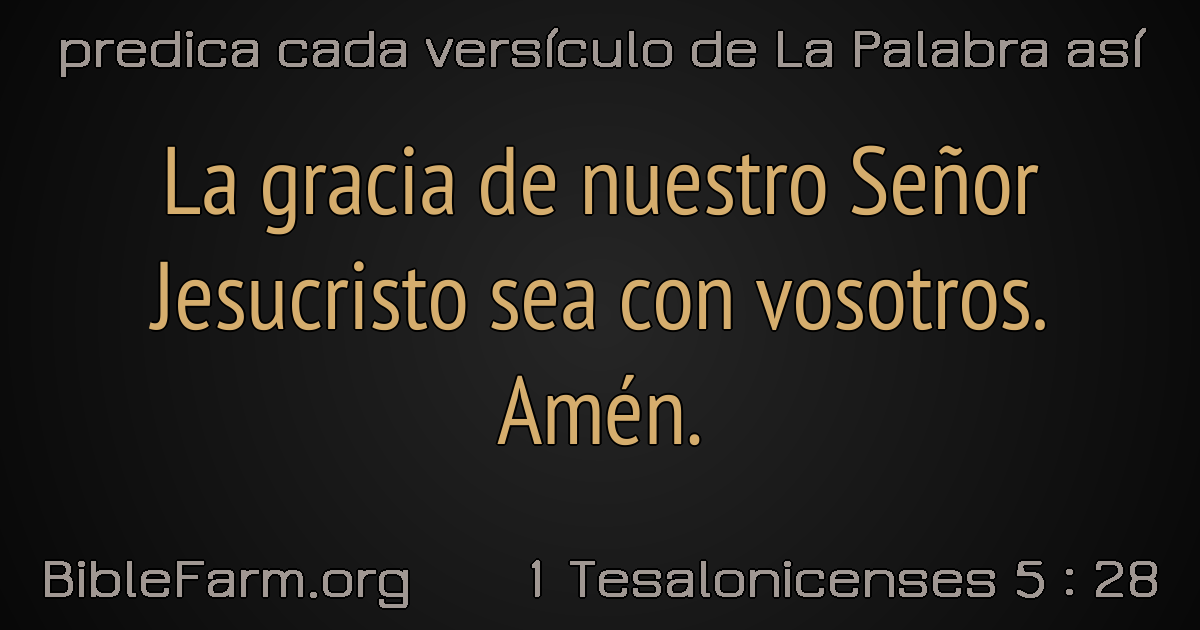 predica cada versículo de La Palabra así
La gracia de nuestro Señor
Jesucristo sea con vosotros.
Amén.
BibleFarm.org
1 Tesalonicenses 5 : 28